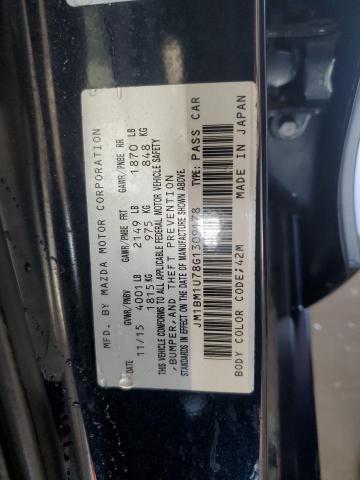 MFD. BY MAZDA MOTOR CORPORATION
DATE GVWR/PNBV GAWR/PNBE FRT GAWR/PNBE RR
11/15 4001 LB 2149 LB 1870 LB
1815KG 975 KG 848 KG
THIS VEHICLE CONFORMS TO ALL APPLICABLE FEDERAL MOTOR VEHICLE SAFETY
,BUMPER,AND THEFT PREVENTION
STANDARDS IN EFFECT ON THE DATE OF MANUFACTURE SHOWN ABOVE.
JM1BM1U78G1300178 TYPE: PASS CAR
BODY COLOR CODE:42M MADE IN JAPAN